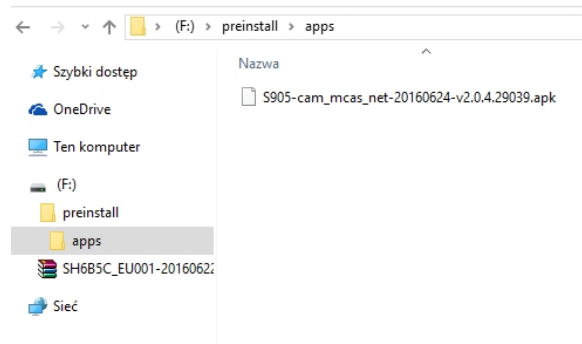 (F:) > preinstall > apps
Szybki dostęp
OneDrive
Ten komputer
(F:)
preinstall
apps
SH6B5C_EU001-20160622
Sieć
Nazwa
S905-cam_mcas_net-20160624-v2.0.4.29039.apk